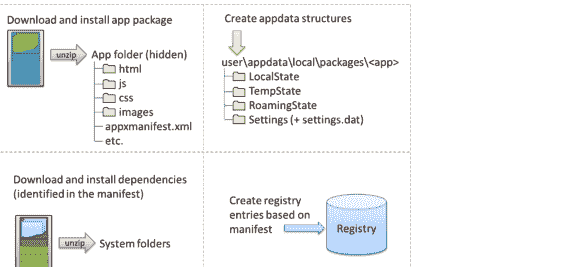 Download and install app package
unzip
App folder (hidden)
html
js
css
images
appxmanifest.xml
etc.
Create appdata structures
user\appdata\local\packages\<app>
LocalState
TempState
RoamingState
Settings (+ settings.dat)
Download and install dependencies
(identified in the manifest)
unzip
System folders
Create registry
entries based on
manifest
Registry